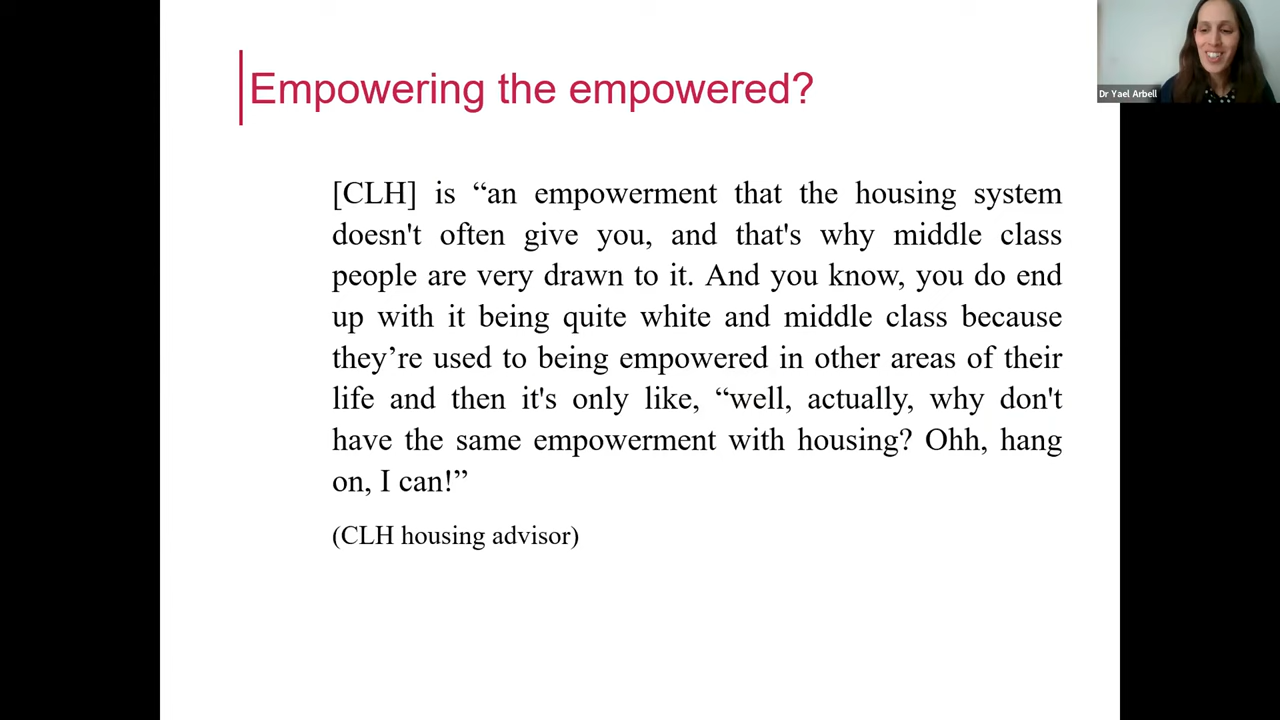 Empowering the empowered?
Dr Yael Arbell
[CLH] is “an empowerment that the housing system
doesn't often give you, and that's why middle class
people are very drawn to it. And you know, you do end
up with it being quite white and middle class because
they’re used to being empowered in other areas of their
life and then it's only like, “well, actually, why don't
have the same empowerment with housing? Ohh, hang
on, I can!”
(CLH housing advisor)